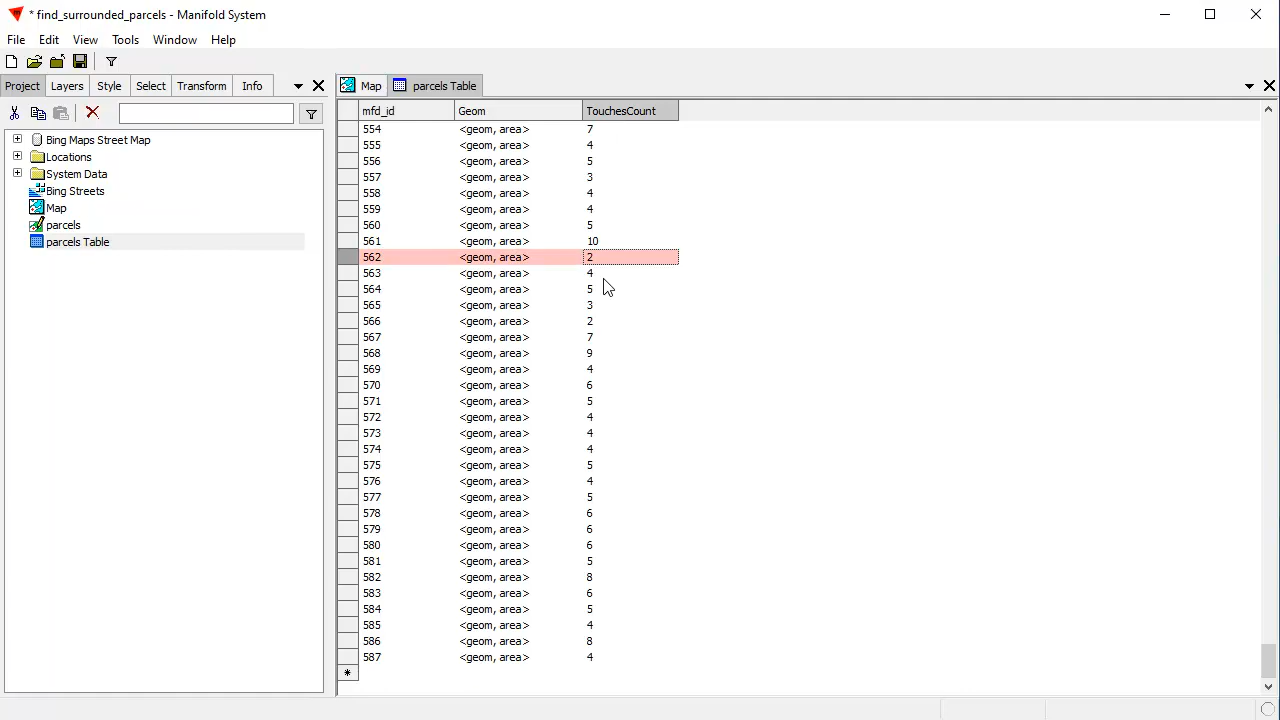 * find_surrounded_parcels - Manifold System
File Edit View Tools Window Help
Project Layers Style Select Transform Info
Map parcels Table
Bing Maps Street Map
Locations
System Data
Bing Streets
Map
parcels
parcels Table
mfd_id Geom TouchesCount
554 <geom, area> 7
555 <geom, area> 4
556 <geom, area> 5
557 <geom, area> 3
558 <geom, area> 4
559 <geom, area> 4
560 <geom, area> 5
561 <geom, area> 10
562 <geom, area> 2
563 <geom, area> 4
564 <geom, area> 5
565 <geom, area> 3
566 <geom, area> 2
567 <geom, area> 7
568 <geom, area> 9
569 <geom, area> 4
570 <geom, area> 6
571 <geom, area> 5
572 <geom, area> 4
573 <geom, area> 4
574 <geom, area> 4
575 <geom, area> 5
576 <geom, area> 4
577 <geom, area> 5
578 <geom, area> 6
579 <geom, area> 6
580 <geom, area> 6
581 <geom, area> 5
582 <geom, area> 8
583 <geom, area> 6
584 <geom, area> 5
585 <geom, area> 4
586 <geom, area> 8
587 <geom, area> 4
*